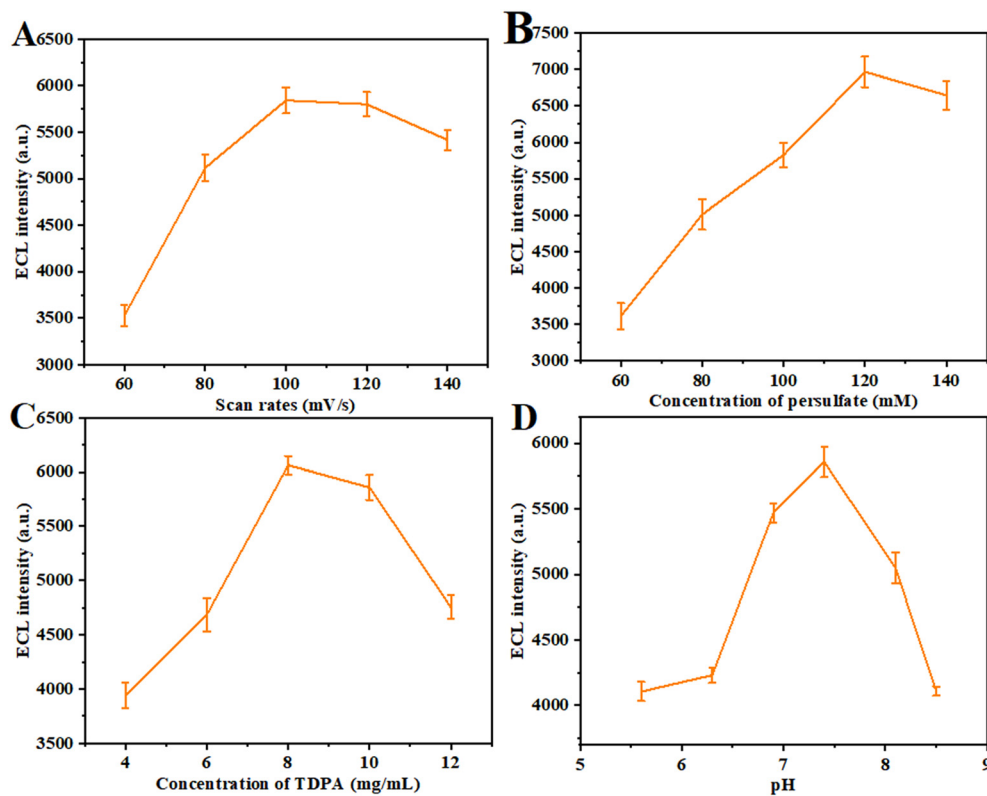 A
ECL intensity (a.u.)
6500
6000
5500
5000
4500
4000
3500
3000
60 80 100 120 140
Scan rates (mV/s)
B
ECL intensity (a.u.)
7500
7000
6500
6000
5500
5000
4500
4000
3500
3000
60 80 100 120 140
Concentration of persulfate (mM)
C
ECL intensity (a.u.)
6500
6000
5500
5000
4500
4000
3500
4 6 8 10 12
Concentration of TDPA (mg/mL)
D
ECL intensity (a.u.)
6000
5500
5000
4500
4000
5 6 7 8 9
pH